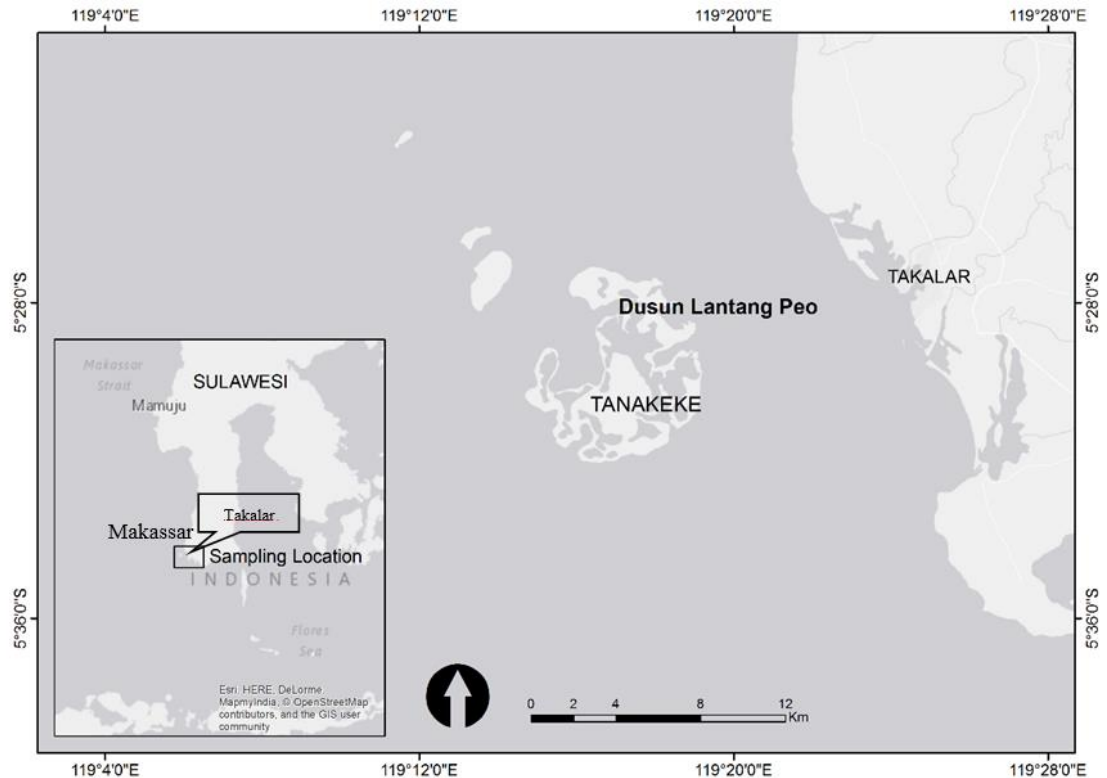 119°4'0"E
119°12'0"E
119°20'0"E
119°28'0"E
5°28'0"S
5°28'0"S
TAKALAR
Dusun Lantang Peo
TANAKEKE
Makassar
Strait
SULAWESI
Mamuju
Takalar
Makassar
Sampling Location
INDONESIA
Flores
Sea
5°36'0"S
5°36'0"S
Esri, HERE, DeLorme,
MapmyIndia, © OpenStreetMap
contributors, and the GIS user
community
0 2 4 8 12
Km
119°4'0"E
119°12'0"E
119°20'0"E
119°28'0"E